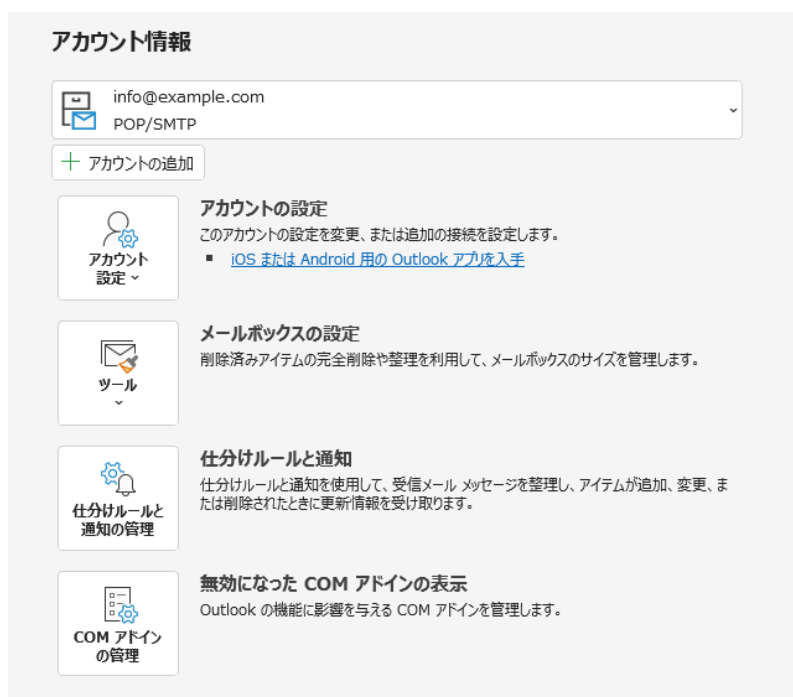 アカウント情報
info@example.com
POP/SMTP
アカウントの追加
アカウント
設定
アカウントの設定
このアカウントの設定を変更、または追加の接続を設定します。
iOS または Android 用の Outlook アプリを入手
ツール
メールボックスの設定
削除済みアイテムの完全削除や整理を利用して、メールボックスのサイズを管理します。
仕分けルールと
通知の管理
仕分けルールと通知
仕分けルールと通知を使用して、受信メール メッセージを整理し、アイテムが追加、変更、ま
たは削除されたときに更新情報を受け取ります。
COM アドイン
の管理
無効になった COM アドインの表示
Outlook の機能に影響を与える COM アドインを管理します。